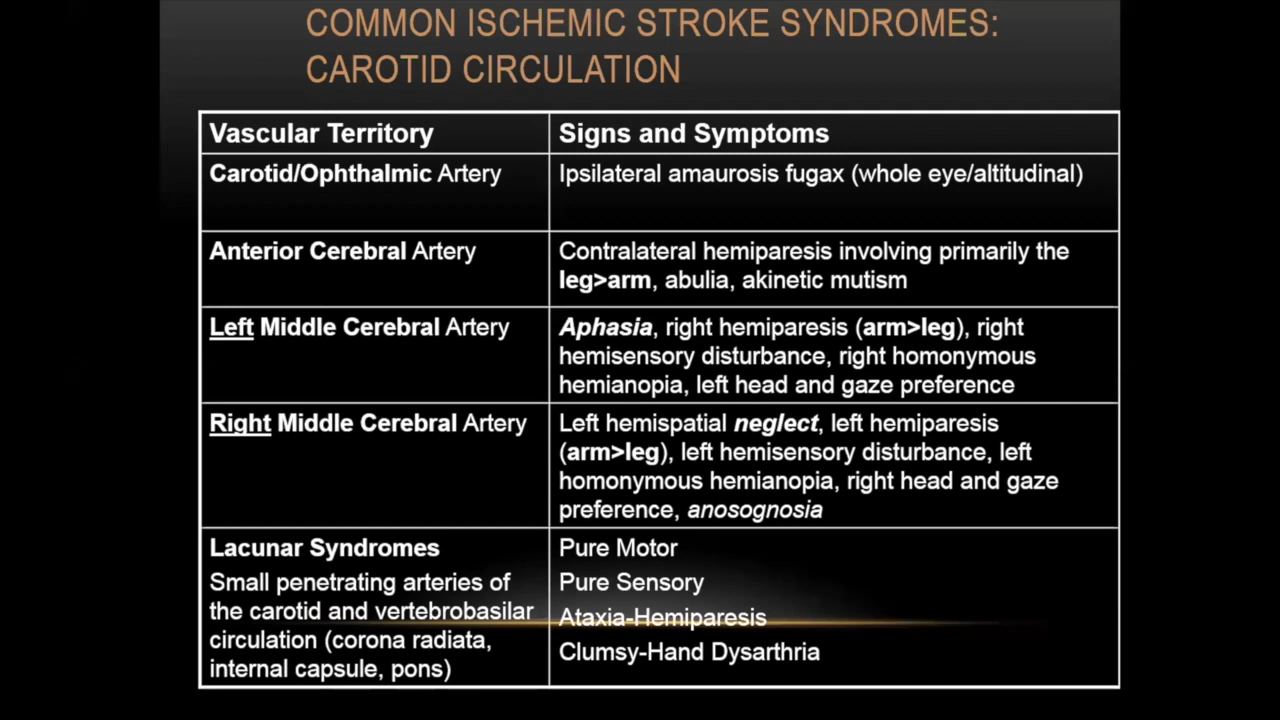 COMMON ISCHEMIC STROKE SYNDROMES:
CAROTID CIRCULATION
Vascular Territory
Signs and Symptoms
Carotid/Ophthalmic Artery
Ipsilateral amaurosis fugax (whole eye/altitudinal)
Anterior Cerebral Artery
Contralateral hemiparesis involving primarily the
leg>arm, abulia, akinetic mutism
Left Middle Cerebral Artery
Aphasia, right hemiparesis (arm>leg), right
hemisensory disturbance, right homonymous
hemianopia, left head and gaze preference
Right Middle Cerebral Artery
Left hemispatial neglect, left hemiparesis
(arm>leg), left hemisensory disturbance, left
homonymous hemianopia, right head and gaze
preference, anosognosia
Lacunar Syndromes
Small penetrating arteries of
the carotid and vertebrobasilar
circulation (corona radiata,
internal capsule, pons)
Pure Motor
Pure Sensory
Ataxia-Hemiparesis
Clumsy-Hand Dysarthria